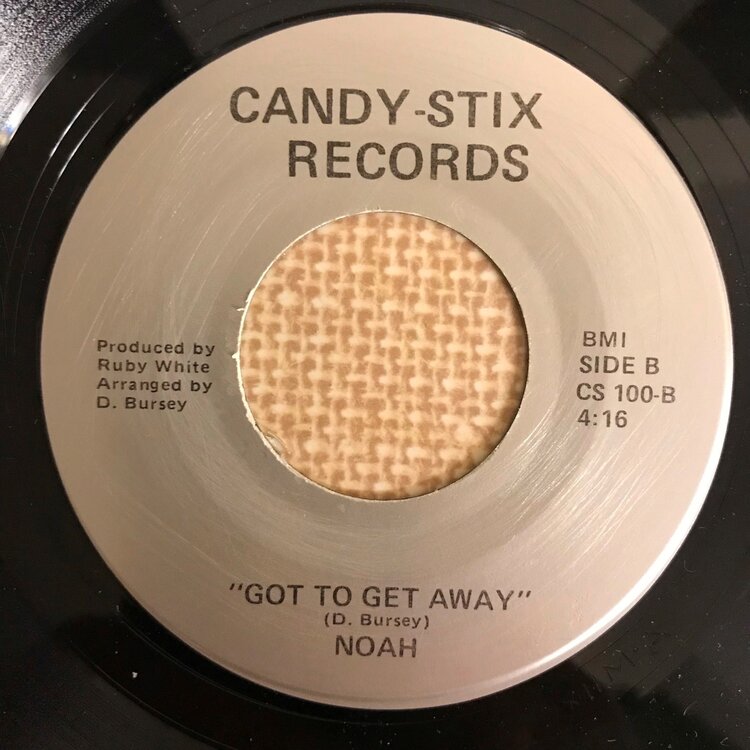 CANDY-STIX
RECORDS
Produced by
Ruby White
Arranged by
D. Bursey
BMI
SIDE B
CS 100-B
4:16
"GOT TO GET AWAY"
(D. Bursey)
NOAH